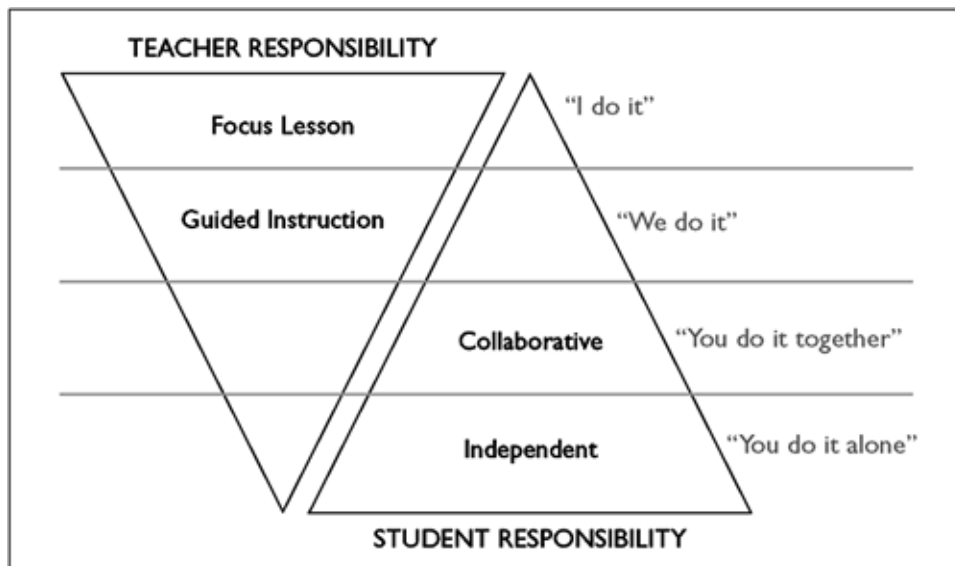 TEACHER RESPONSIBILITY
Focus Lesson
“I do it”
Guided Instruction
“We do it”
Collaborative
“You do it together”
Independent
“You do it alone”
STUDENT RESPONSIBILITY